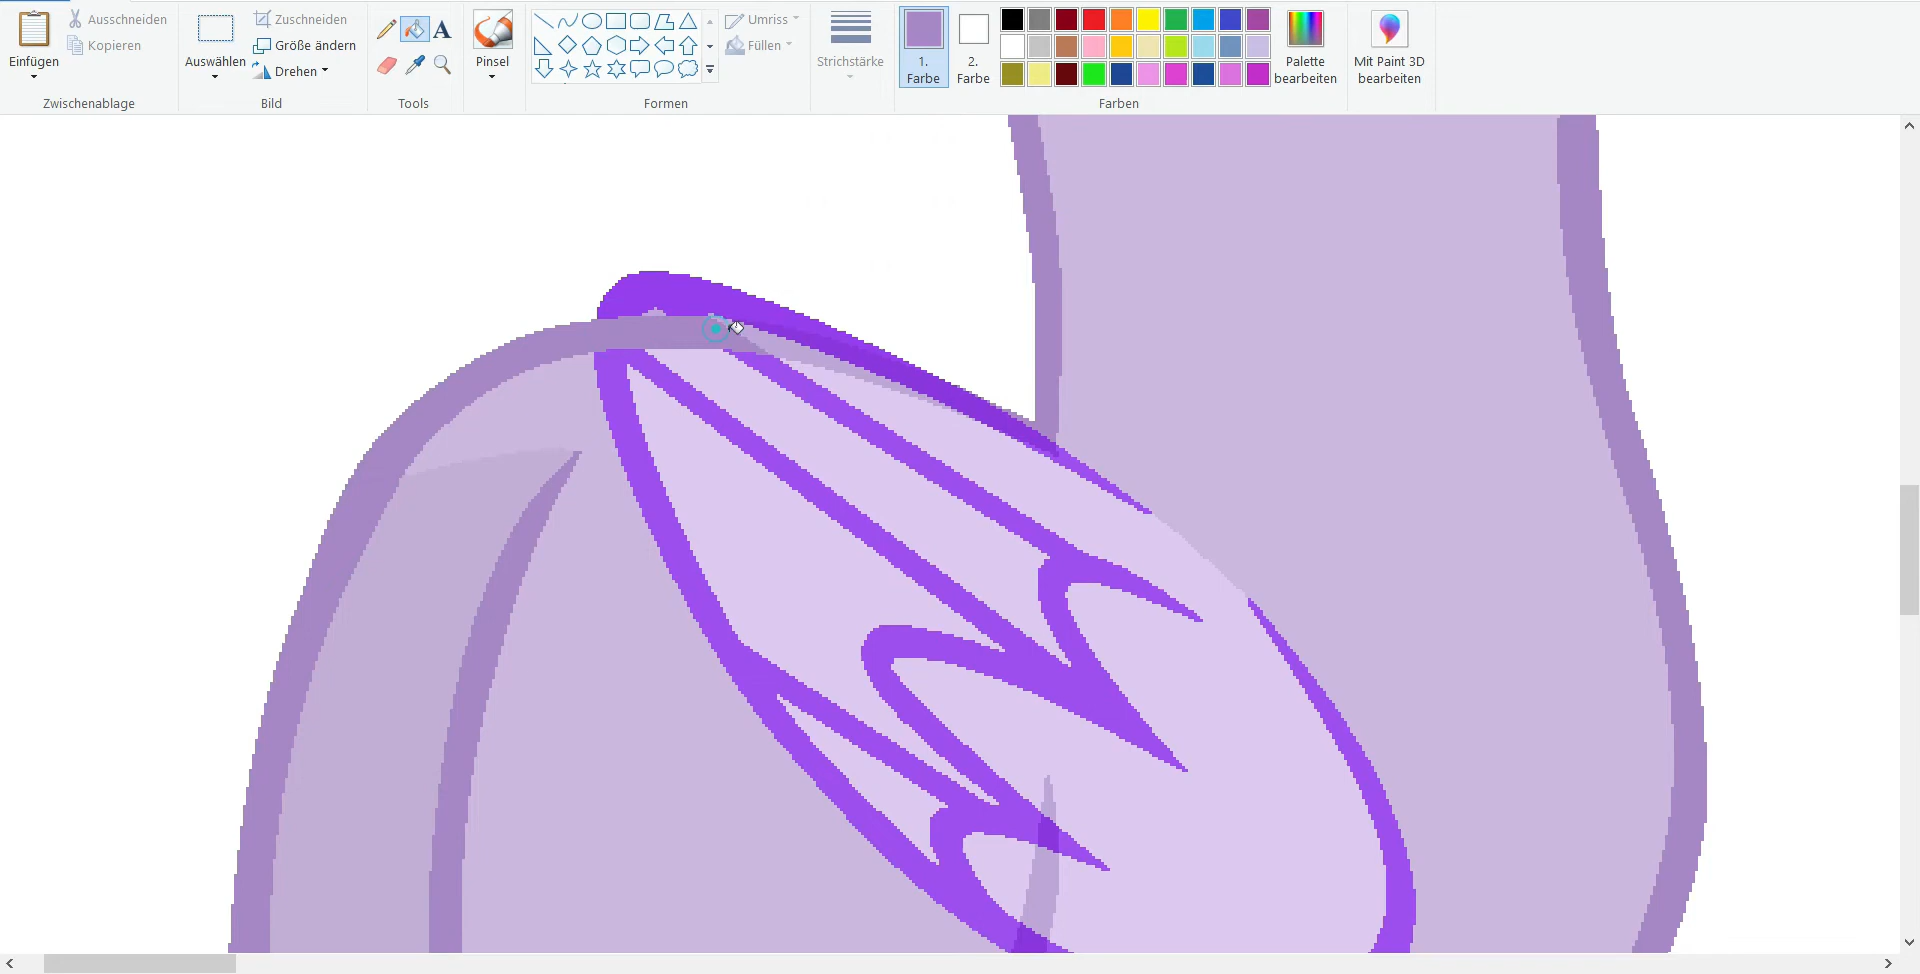 Einfügen
Ausschneiden
Kopieren
Zwischenablage
Auswählen
Zuschneiden
Größe ändern
Drehen
Bild
A
Tools
Pinsel
Umriss
Füllen
Formen
Strichstärke
1.
Farbe
2.
Farbe
Palette
bearbeiten
Farben
Mit Paint 3D
bearbeiten